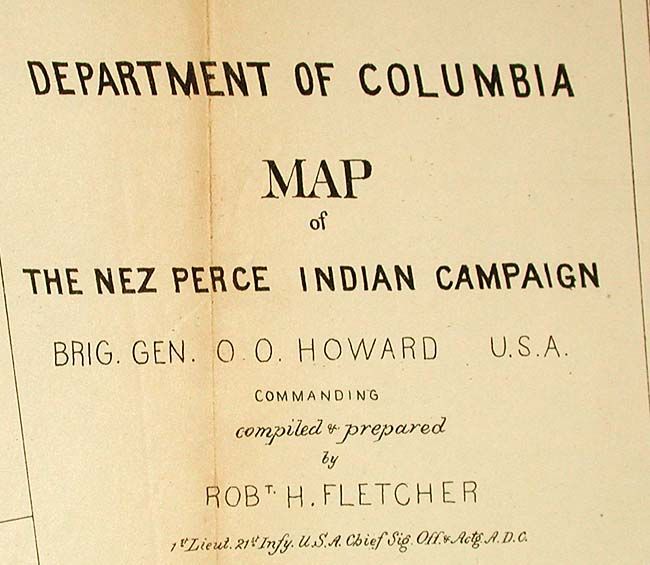 DEPARTMENT OF COLUMBIA
MAP
of
THE NEZ PERCE INDIAN CAMPAIGN
BRIG. GEN. O. O. HOWARD U.S.A.
COMMANDING
compiled & prepared
by
ROBT. H. FLETCHER
1st Lieut. 21st Infy. U.S.A. Chief Sig. Off. & Actg. A.D.C.